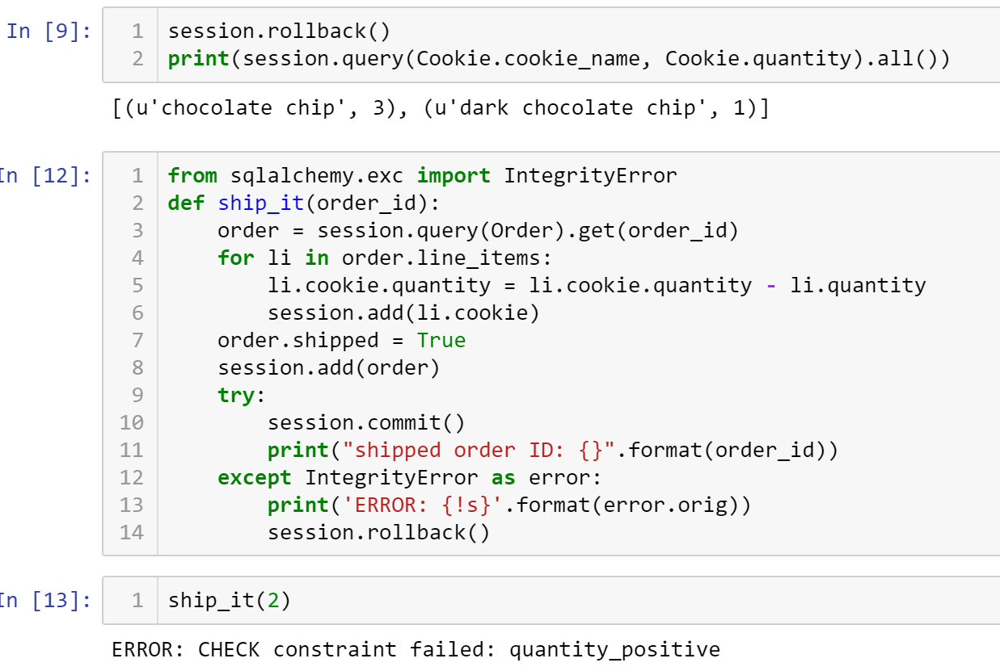 In [9]:
1 session.rollback()
2 print(session.query(Cookie.cookie_name, Cookie.quantity).all())
[(u'chocolate chip', 3), (u'dark chocolate chip', 1)]
In [12]:
1 from sqlalchemy.exc import IntegrityError
2 def ship_it(order_id):
3     order = session.query(Order).get(order_id)
4     for li in order.line_items:
5         li.cookie.quantity = li.cookie.quantity - li.quantity
6         session.add(li.cookie)
7     order.shipped = True
8     session.add(order)
9     try:
10         session.commit()
11         print("shipped order ID: {}".format(order_id))
12     except IntegrityError as error:
13         print('ERROR: {!s}'.format(error.orig))
14         session.rollback()
In [13]:
1 ship_it(2)
ERROR: CHECK constraint failed: quantity_positive